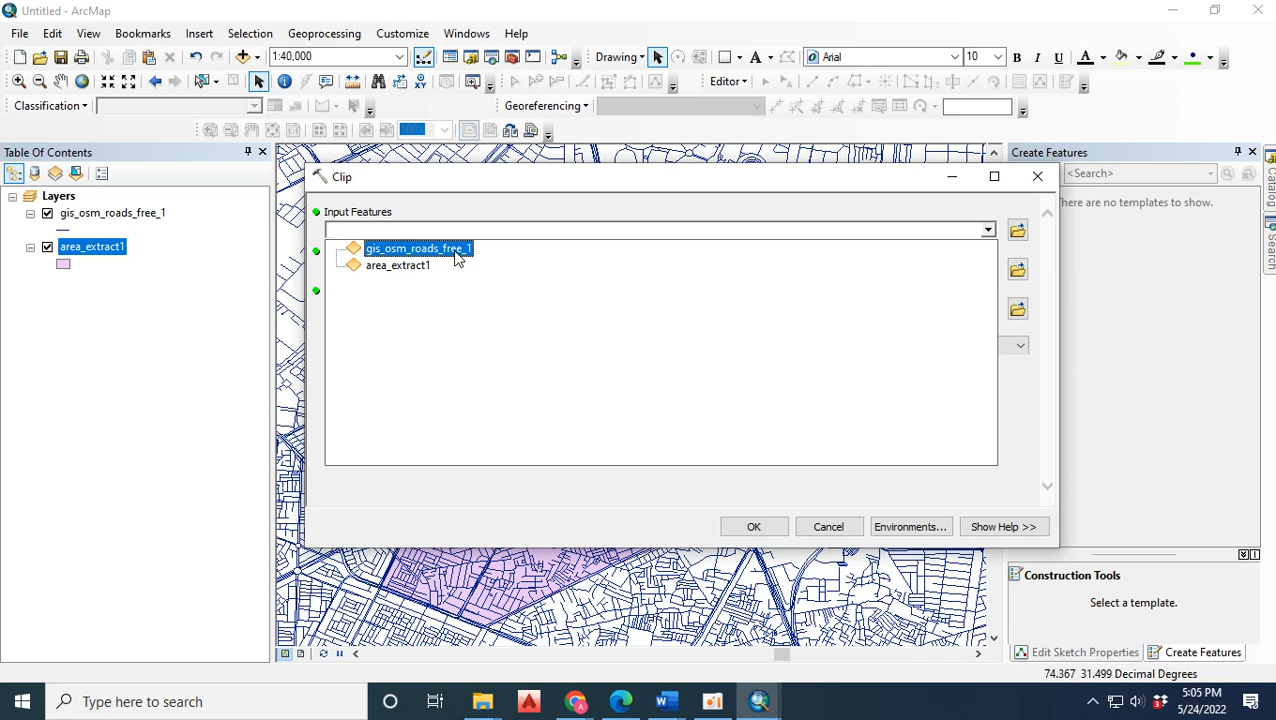 Untitled - ArcMap
File Edit View Bookmarks Insert Selection Geoprocessing Customize Windows Help
1:40,000 Drawing Arial 10 B I U A
Editor
Classification Georeferencing
Table Of Contents
Layers
gis_osm_roads_free_1
area_extract1
Clip
Input Features
gis_osm_roads_free_1
area_extract1
OK Cancel Environments... Show Help >>
Create Features
<Search>
There are no templates to show.
Catalog
Search
Construction Tools
Select a template.
Edit Sketch Properties Create Features
74.367 31.499 Decimal Degrees
Type here to search
5:05 PM
5/24/2022